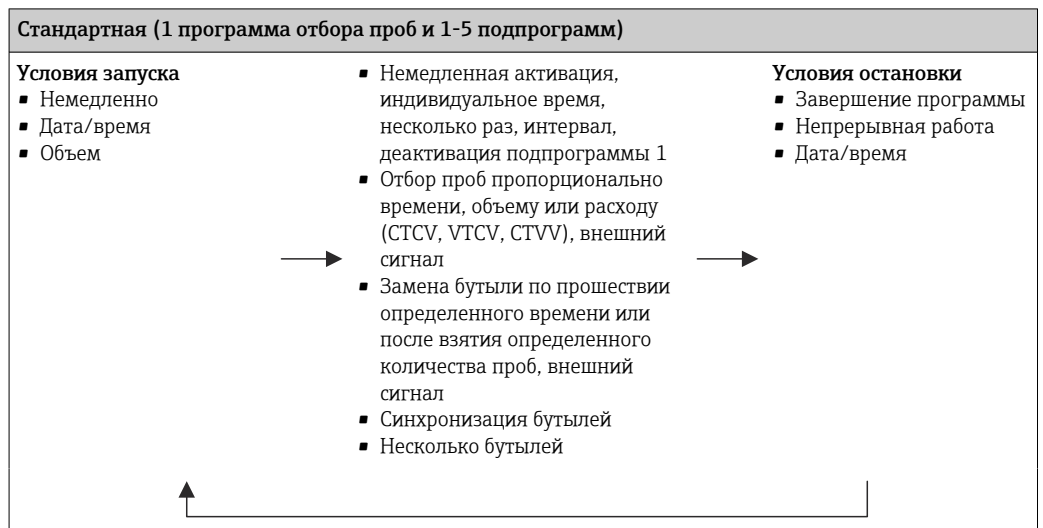 Стандартная (1 программа отбора проб и 1-5 подпрограмм)
Условия запуска
▪ Немедленно
▪ Дата/время
▪ Объем
▪ Немедленная активация,
индивидуальное время,
несколько раз, интервал,
деактивация подпрограммы 1
▪ Отбор проб пропорционально
времени, объему или расходу
(CTCV, VTCV, CTVV), внешний
сигнал
▪ Замена бутыли по прошествии
определенного времени или
после взятия определенного
количества проб, внешний
сигнал
▪ Синхронизация бутылей
▪ Несколько бутылей
Условия остановки
▪ Завершение программы
▪ Непрерывная работа
▪ Дата/время